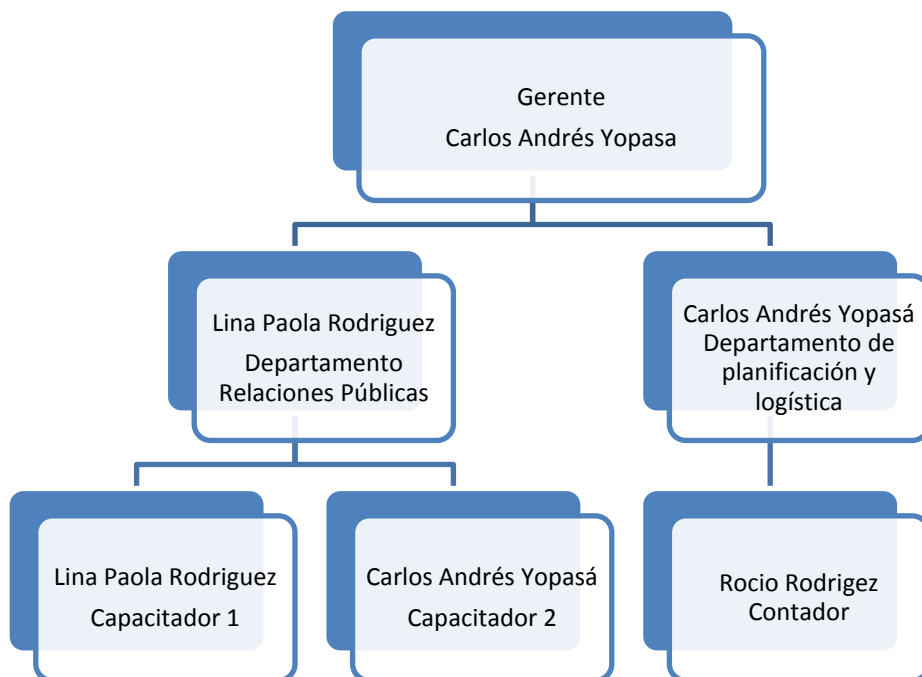 Gerente
Carlos Andrés Yopasa
Lina Paola Rodriguez
Departamento
Relaciones Públicas
Carlos Andrés Yopasá
Departamento de
planificación y
logística
Lina Paola Rodriguez
Capacitador 1
Carlos Andrés Yopasá
Capacitador 2
Rocio Rodrigez
Contador